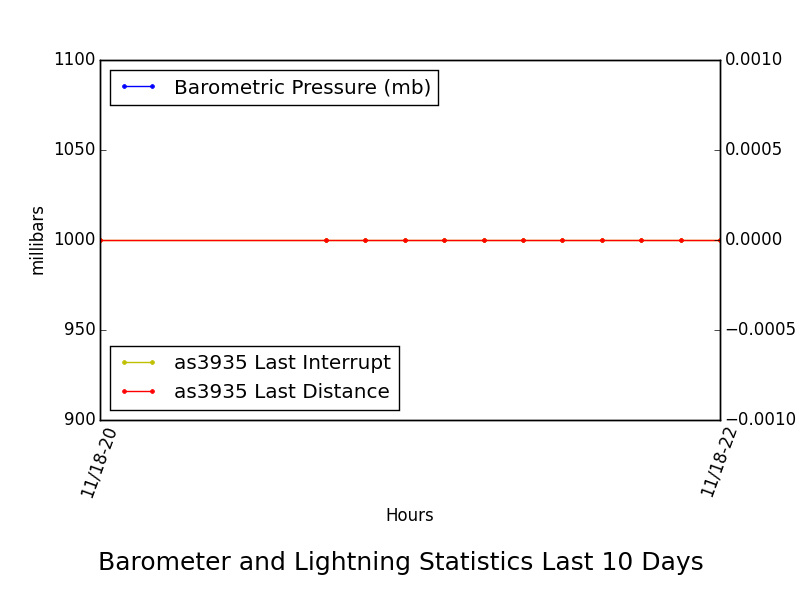 1100
0.0010
Barometric Pressure (mb)
1050
0.0005
millibars
1000
0.0000
950
−0.0005
as3935 Last Interrupt
as3935 Last Distance
900
−0.0010
11/18-20
11/18-22
Hours
Barometer and Lightning Statistics Last 10 Days